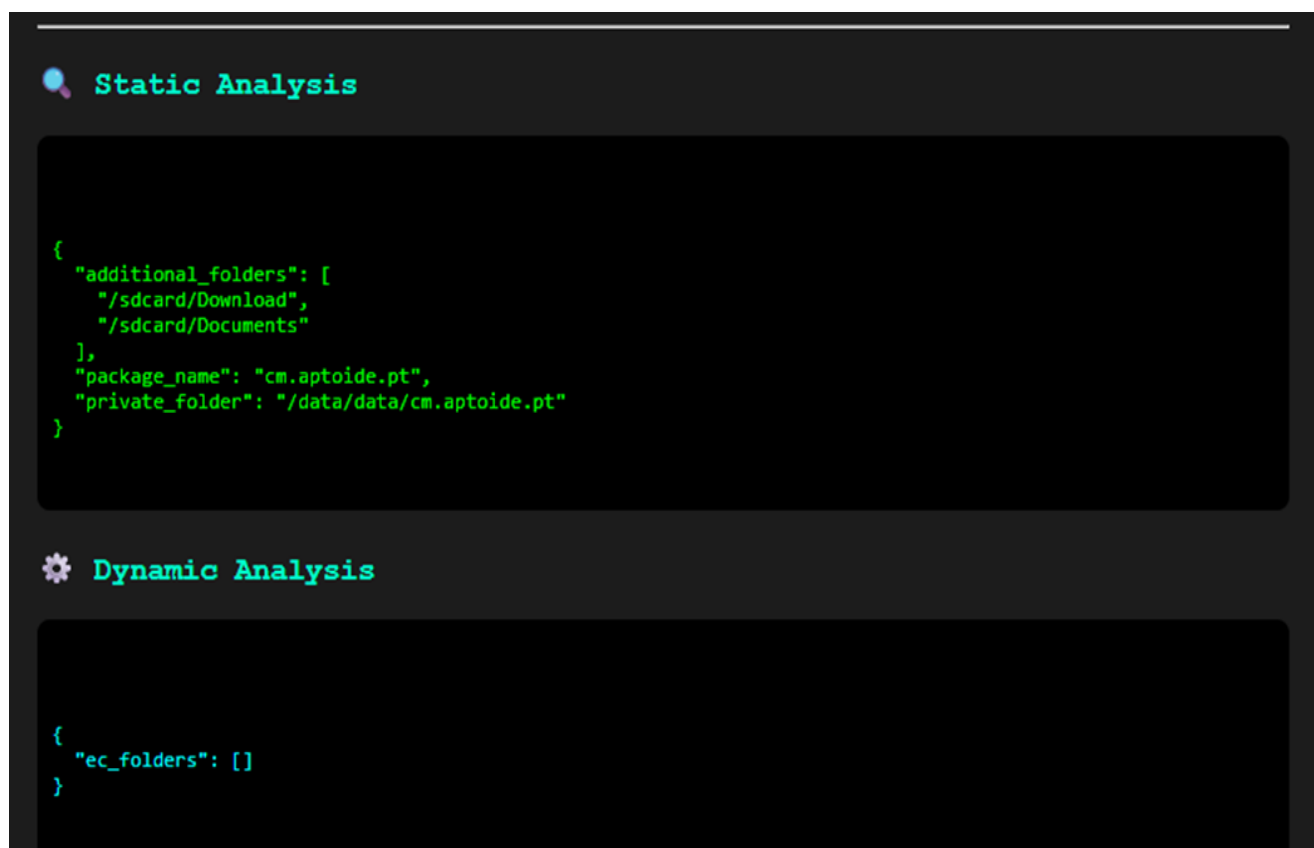 Static Analysis
{
"additional_folders": [
"/sdcard/Download",
"/sdcard/Documents"
],
"package_name": "cm.aptoide.pt",
"private_folder": "/data/data/cm.aptoide.pt"
}
Dynamic Analysis
{
"ec_folders": []
}